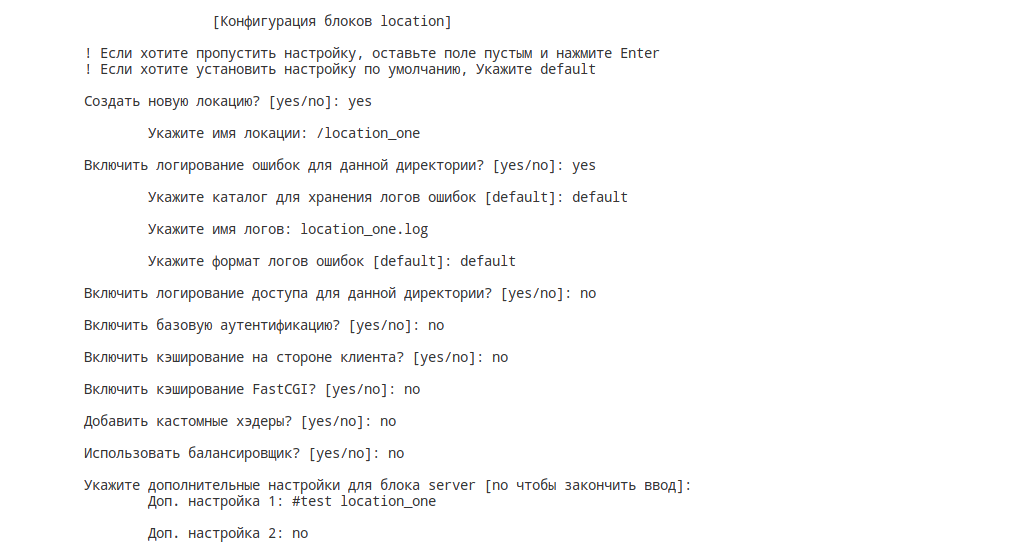 [Конфигурация блоков location]
! Если хотите пропустить настройку, оставьте поле пустым и нажмите Enter
! Если хотите установить настройку по умолчанию, Укажите default
Создать новую локацию? [yes/no]: yes
Укажите имя локации: /location_one
Включить логирование ошибок для данной директории? [yes/no]: yes
Укажите каталог для хранения логов ошибок [default]: default
Укажите имя логов: location_one.log
Укажите формат логов ошибок [default]: default
Включить логирование доступа для данной директории? [yes/no]: no
Включить базовую аутентификацию? [yes/no]: no
Включить кэширование на стороне клиента? [yes/no]: no
Включить кэширование FastCGI? [yes/no]: no
Добавить кастомные хэдеры? [yes/no]: no
Использовать балансировщик? [yes/no]: no
Укажите дополнительные настройки для блока server [no чтобы закончить ввод]:
Доп. настройка 1: #test location_one
Доп. настройка 2: no